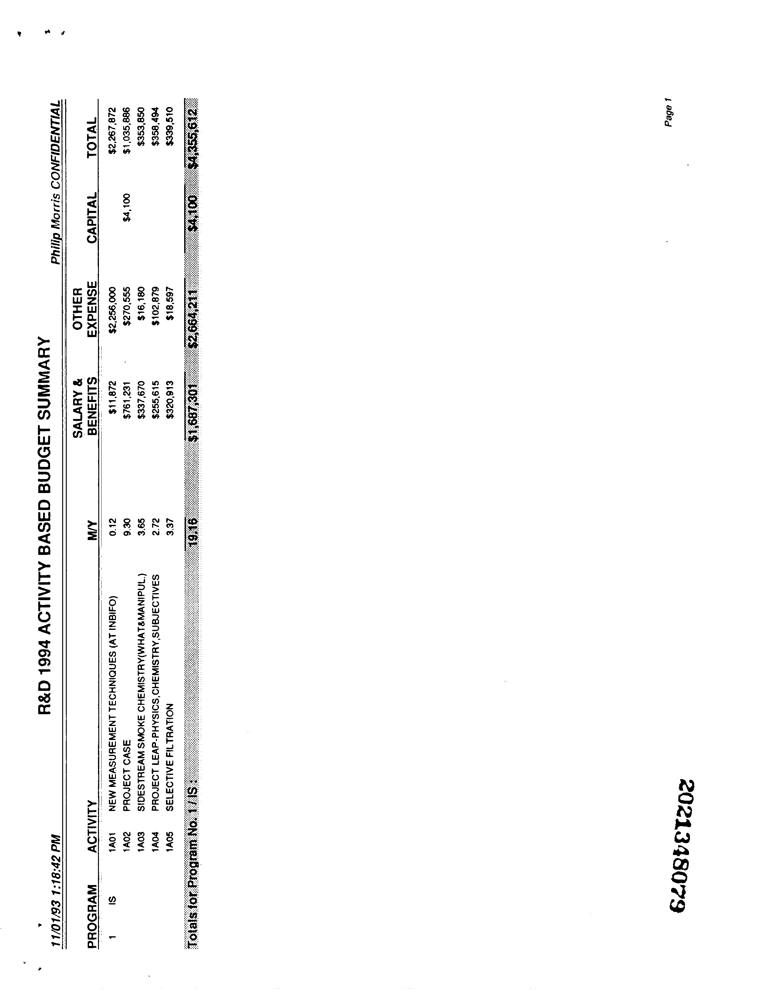 R&D 1994 ACTIVITY BASED BUDGET SUMMARY
11/01/93 1:18:42 PM Philip Morris CONFIDENTIAL
PROGRAM ACTIVITY M/Y SALARY & BENEFITS OTHER EXPENSE CAPITAL TOTAL
1 IS 1A01 NEW MEASUREMENT TECHNIQUES (AT INBIFO) 0.12 $11,872 $2,256,000 $2,267,872
1A02 PROJECT CASE 9.30 $761,231 $270,555 $4,100 $1,035,886
1A03 SIDESTREAM SMOKE CHEMISTRY(WHAT&MANIPUL.) 3.65 $337,670 $16,180 $353,850
1A04 PROJECT LEAP-PHYSICS,CHEMISTRY,SUBJECTIVES 2.72 $255,615 $102,879 $358,494
1A05 SELECTIVE FILTRATION 3.37 $320,913 $18,597 $339,510
Totals for Program No. 1 / IS : 19.16 $1,687,301 $2,664,211 $4,100 $4,355,612
Page 1
2021348079